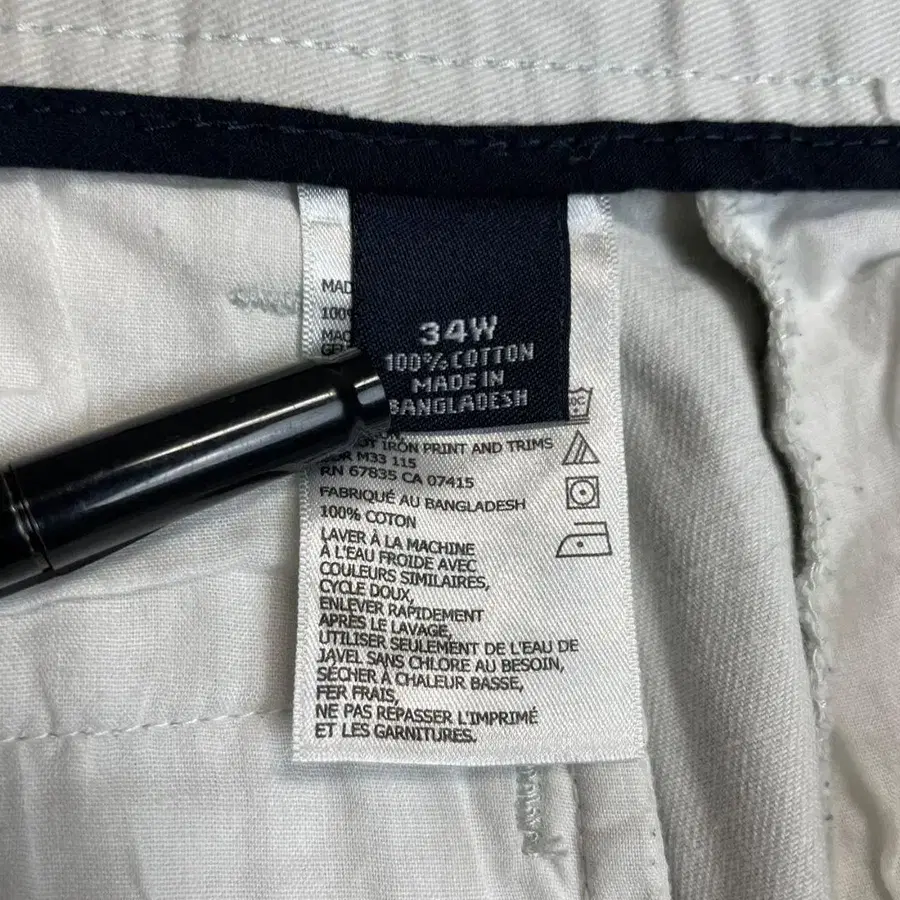 34W
100% COTTON
MADE IN
BANGLADESH
MAD
100%
MAC
IRON PRINT AND TRIMS
M33 115
RN 67835 CA 07415
FABRIQUÉ AU BANGLADESH
100% COTON
LAVER À LA MACHINE
À L'EAU FROIDE AVEC
COULEURS SIMILAIRES,
CYCLE DOUX,
ENLEVER RAPIDEMENT
APRÈS LE LAVAGE,
UTILISER SEULEMENT DE L'EAU DE
JAVEL SANS CHLORE AU BESOIN,
SÉCHER À CHALEUR BASSE,
FER FRAIS,
NE PAS REPASSER L'IMPRIMÉ
ET LES GARNITURES.